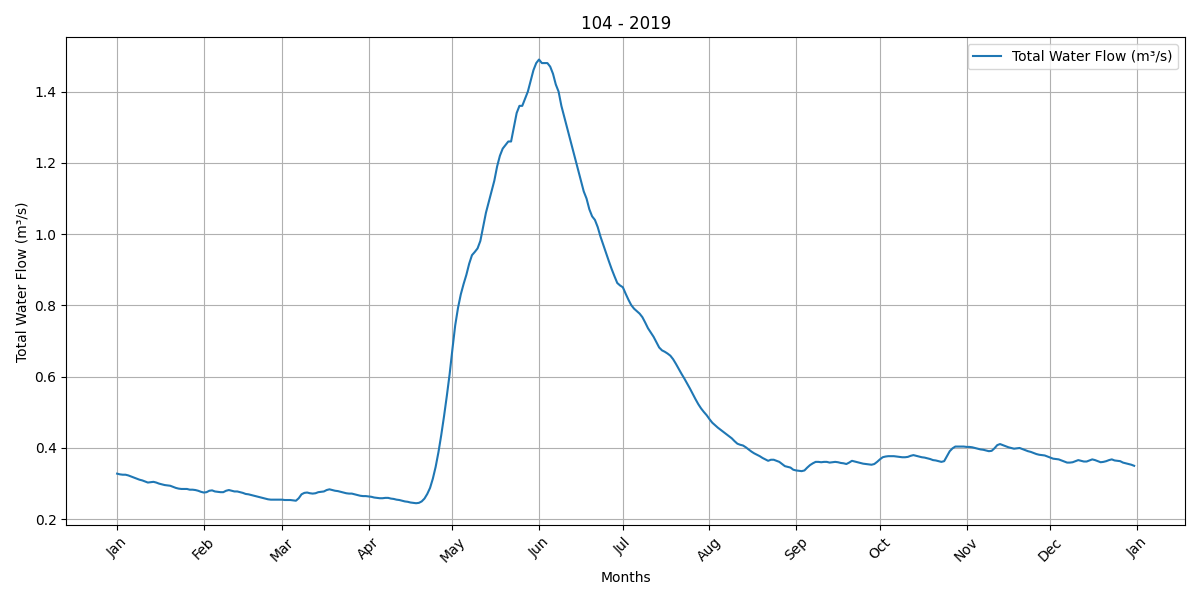 104 - 2019
Total Water Flow (m³/s)
Total Water Flow (m³/s)
1.4
1.2
1.0
0.8
0.6
0.4
0.2
Jan Feb Mar Apr May Jun Jul Aug Sep Oct Nov Dec Jan
Months